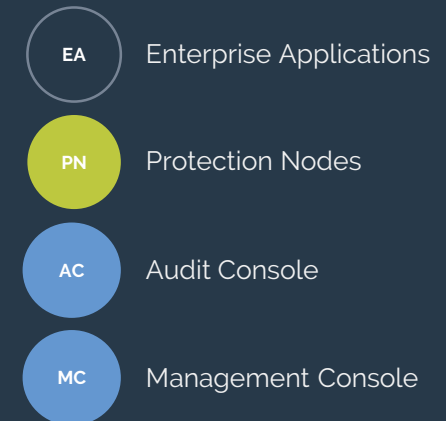 EA Enterprise Applications
PN Protection Nodes
AC Audit Console
MC Management Console